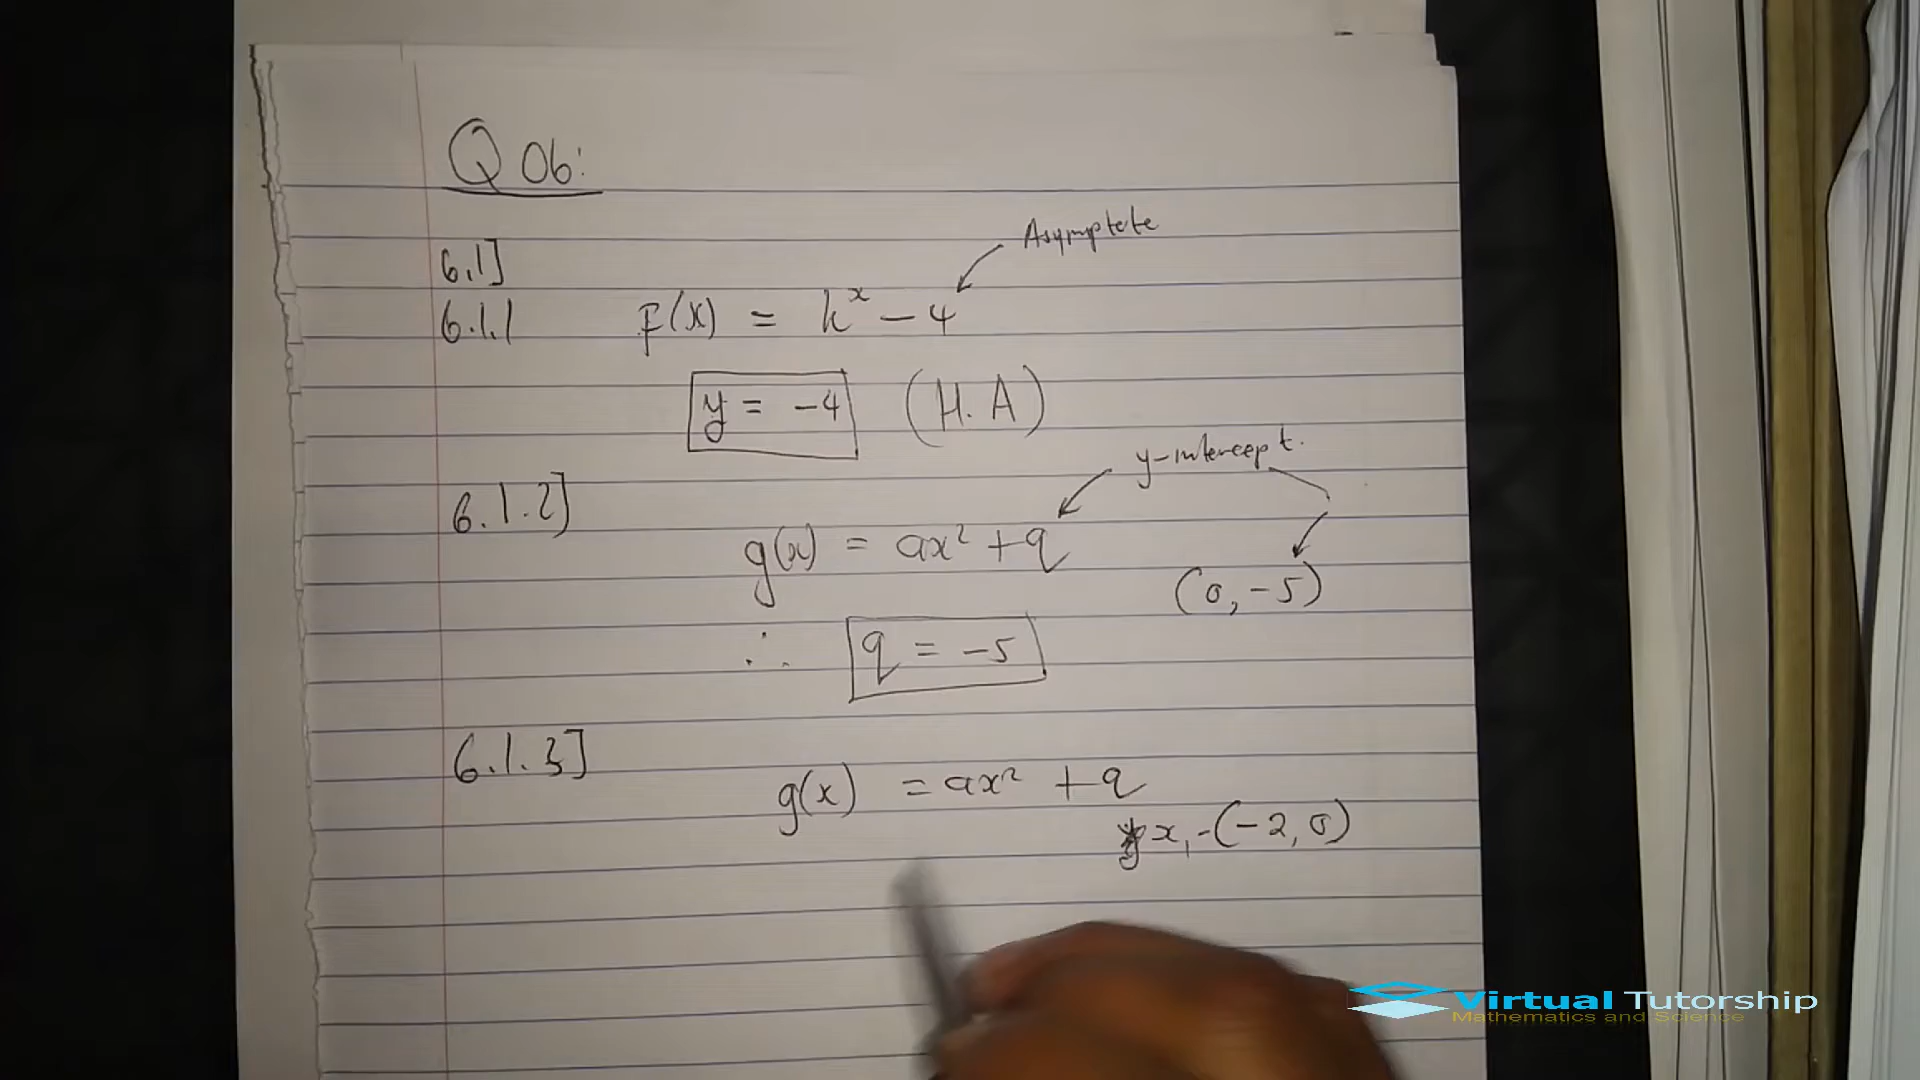 Q 06:
Asymptote
6.1]
6.1.1 F(x) = k^x - 4
y = -4 (H.A)
y-intercept.
6.1.2]
g(x) = ax² + q
(0, -5)
∴ q = -5
6.1.3]
g(x) = ax² + q
x, -(-2, 0)
Virtual Tutorship
Mathematics and Science